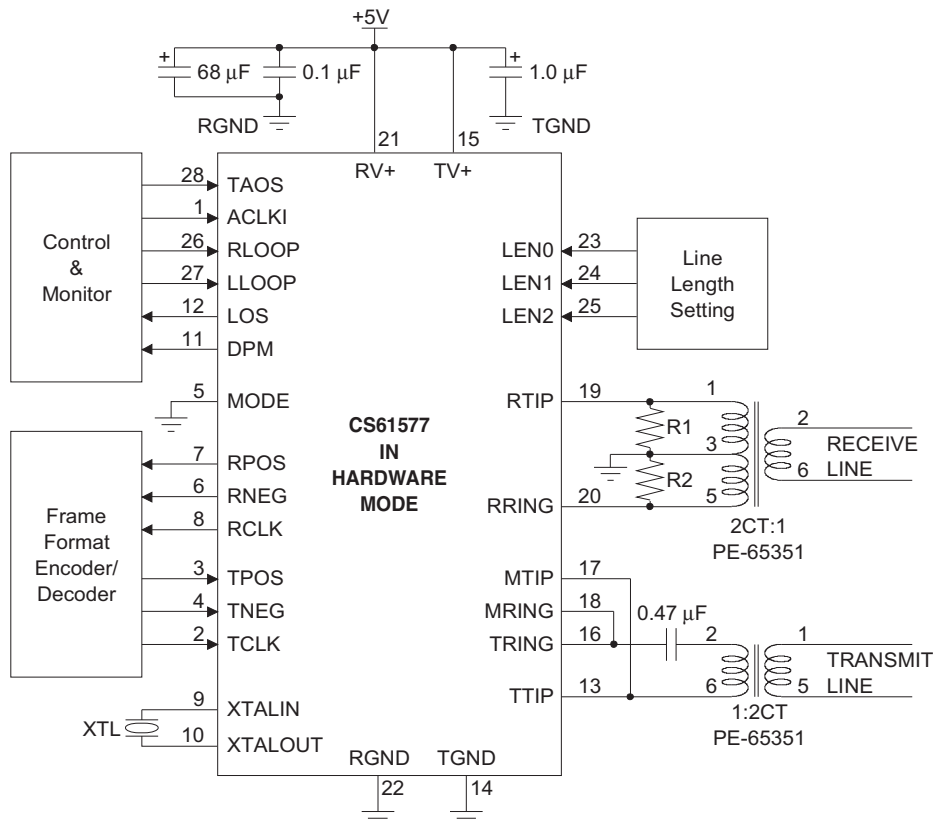 +5V
+
68 μF
0.1 μF
+
1.0 μF
RGND
TGND
21
15
RV+
TV+
Control
&
Monitor
28
TAOS
1
ACLKI
26
RLOOP
27
LLOOP
12
LOS
11
DPM
5
MODE
Frame
Format
Encoder/
Decoder
7
RPOS
6
RNEG
8
RCLK
3
TPOS
4
TNEG
2
TCLK
XTL
9
XTALIN
10
XTALOUT
CS61577
IN
HARDWARE
MODE
RGND
TGND
22
14
LEN0
23
LEN1
24
LEN2
25
Line
Length
Setting
RTIP
19
R1
R2
RRING
20
1
3
5
2
6
RECEIVE
LINE
2CT:1
PE-65351
MTIP
17
MRING
18
TRING
16
TTIP
13
0.47 μF
2
6
1
5
TRANSMIT
LINE
1:2CT
PE-65351